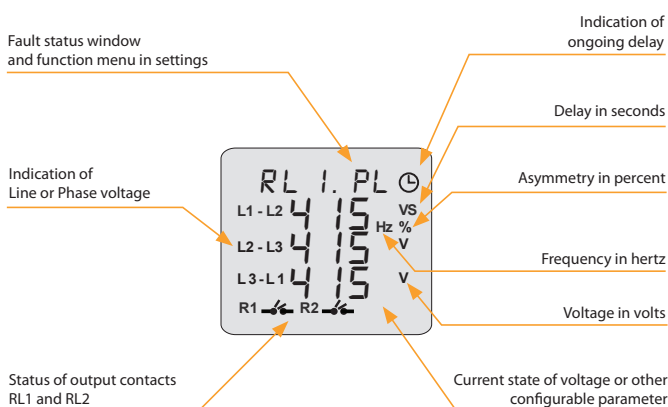 Indication of
ongoing delay
Fault status window
and function menu in settings
Delay in seconds
Asymmetry in percent
Indication of
Line or Phase voltage
RL 1. PL
L1 - L2 415 VS
Hz %
L2 - L3 415 V
L3 - L1 415 V
R1 R2
Frequency in hertz
Voltage in volts
Status of output contacts
RL1 and RL2
Current state of voltage or other
configurable parameter